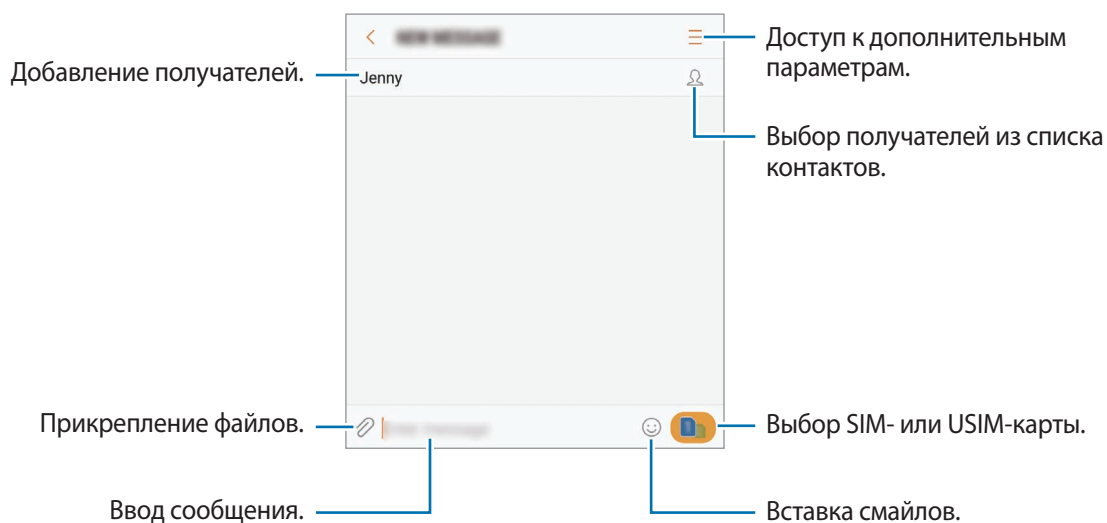 Доступ к дополнительным
параметрам.
Добавление получателей.
Jenny
Выбор получателей из списка
контактов.
Прикрепление файлов.
Выбор SIM- или USIM-карты.
Ввод сообщения.
Вставка смайлов.